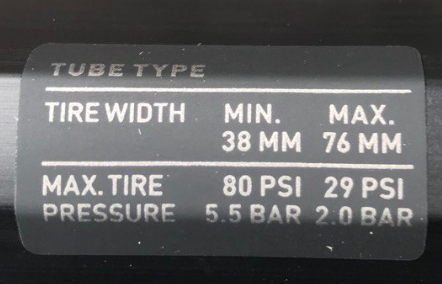 TUBE TYPE
TIRE WIDTH MIN. MAX.
38 MM 76 MM
MAX. TIRE 80 PSI 29 PSI
PRESSURE 5.5 BAR 2.0 BAR